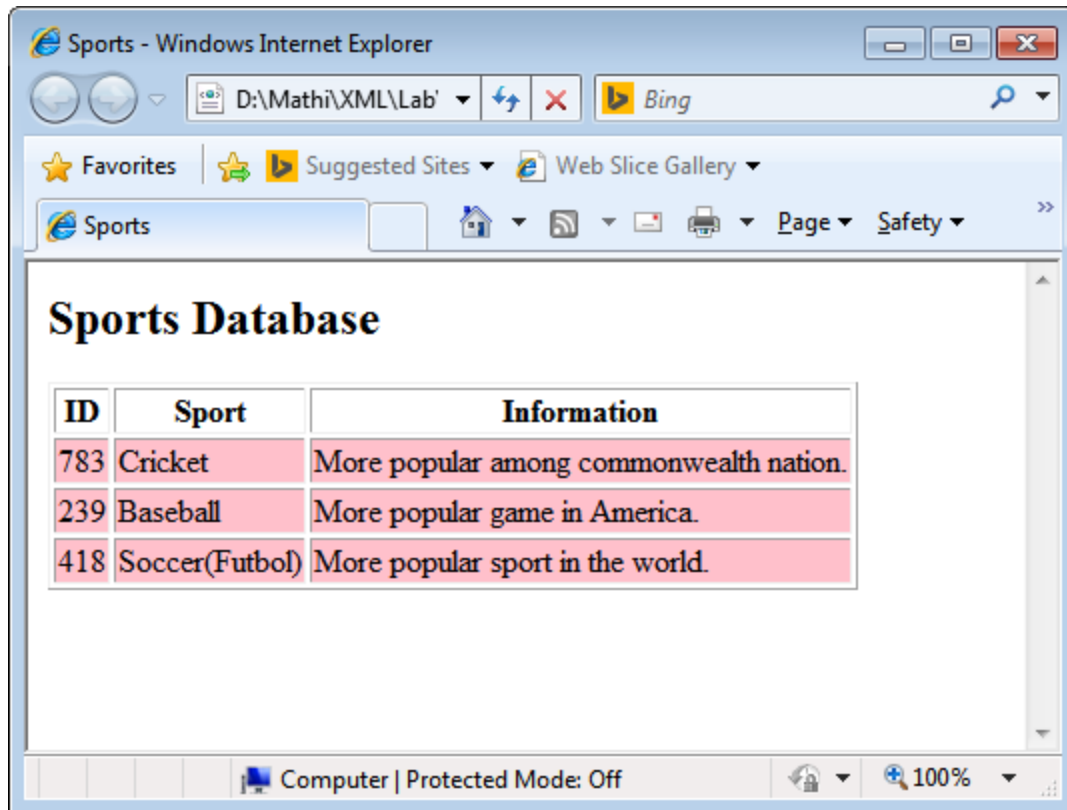 Sports - Windows Internet Explorer
D:\Mathi\XML\Lab'
Bing
Favorites Suggested Sites Web Slice Gallery
Sports Page Safety »
Sports Database
ID Sport Information
783 Cricket More popular among commonwealth nation.
239 Baseball More popular game in America.
418 Soccer(Futbol) More popular sport in the world.
Computer | Protected Mode: Off 100%